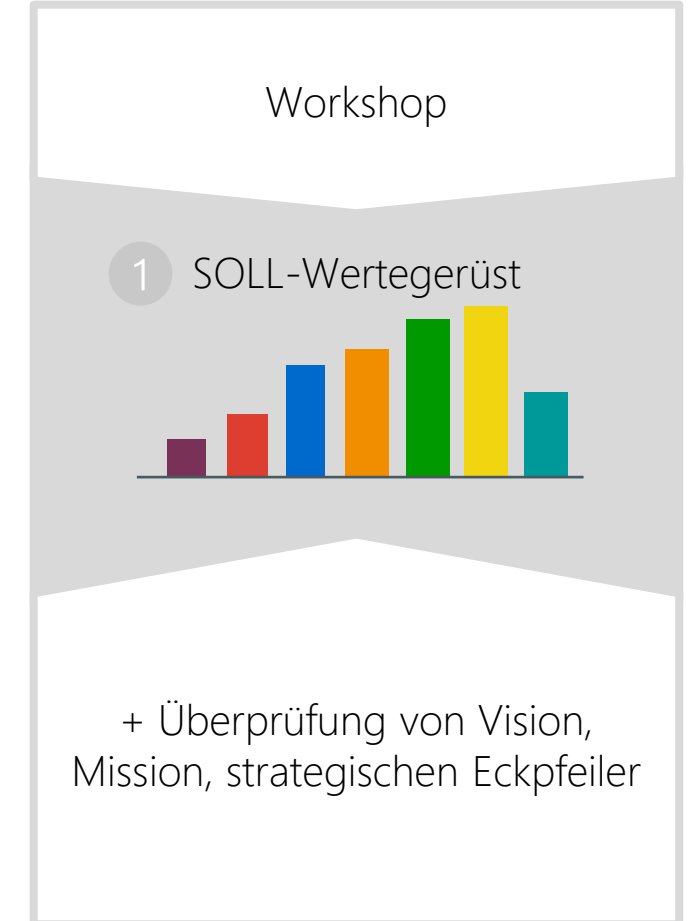 Workshop
1 SOLL-Wertegerüst
+ Überprüfung von Vision,
Mission, strategischen Eckpfeiler